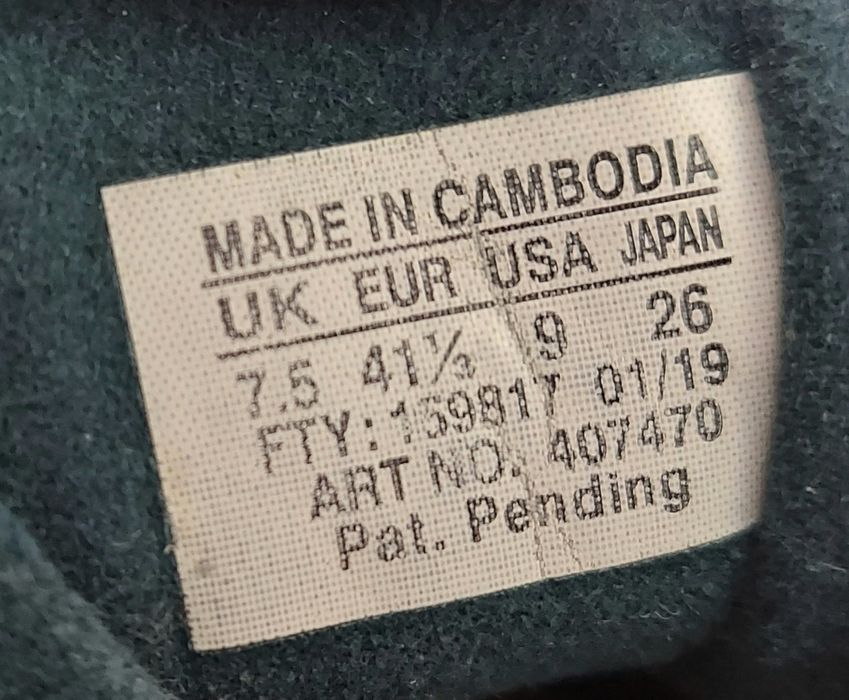 MADE IN CAMBODIA
UK EUR USA JAPAN
7.5 41⅓ 9 26
FTY: 159817 01/19
ART NO. 407470
Pat. Pending